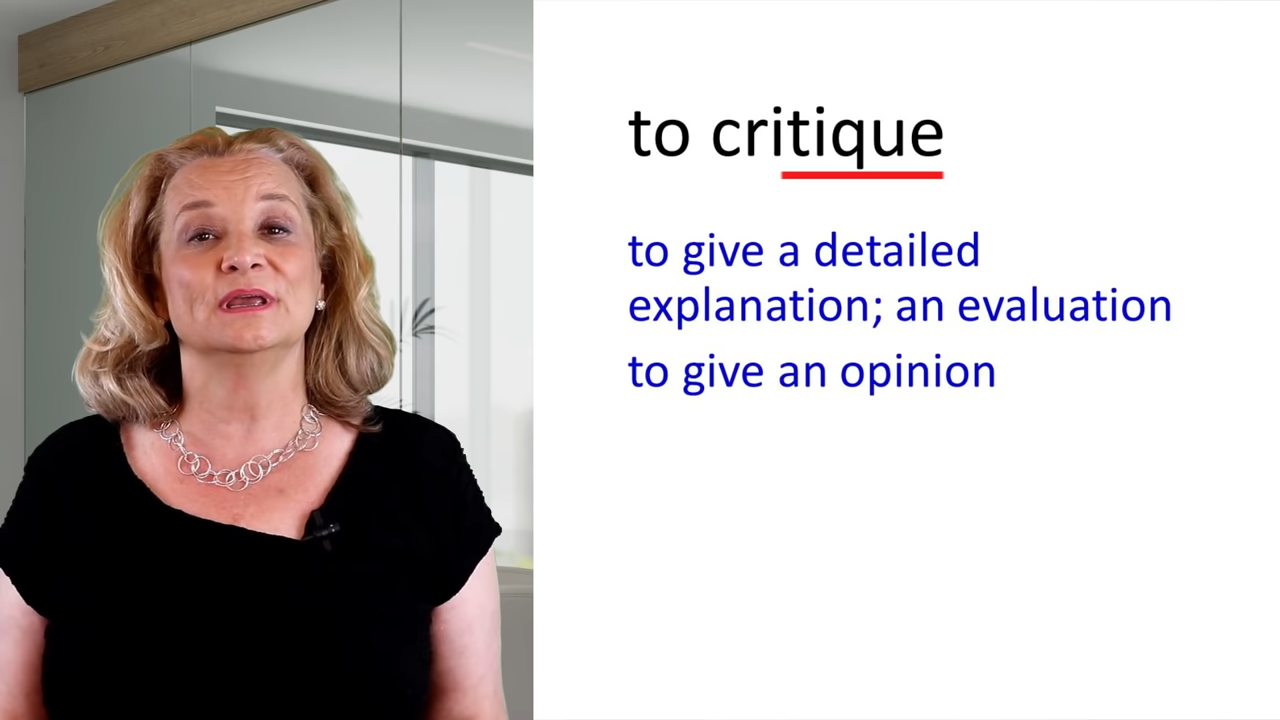 to critique
to give a detailed
explanation; an evaluation
to give an opinion